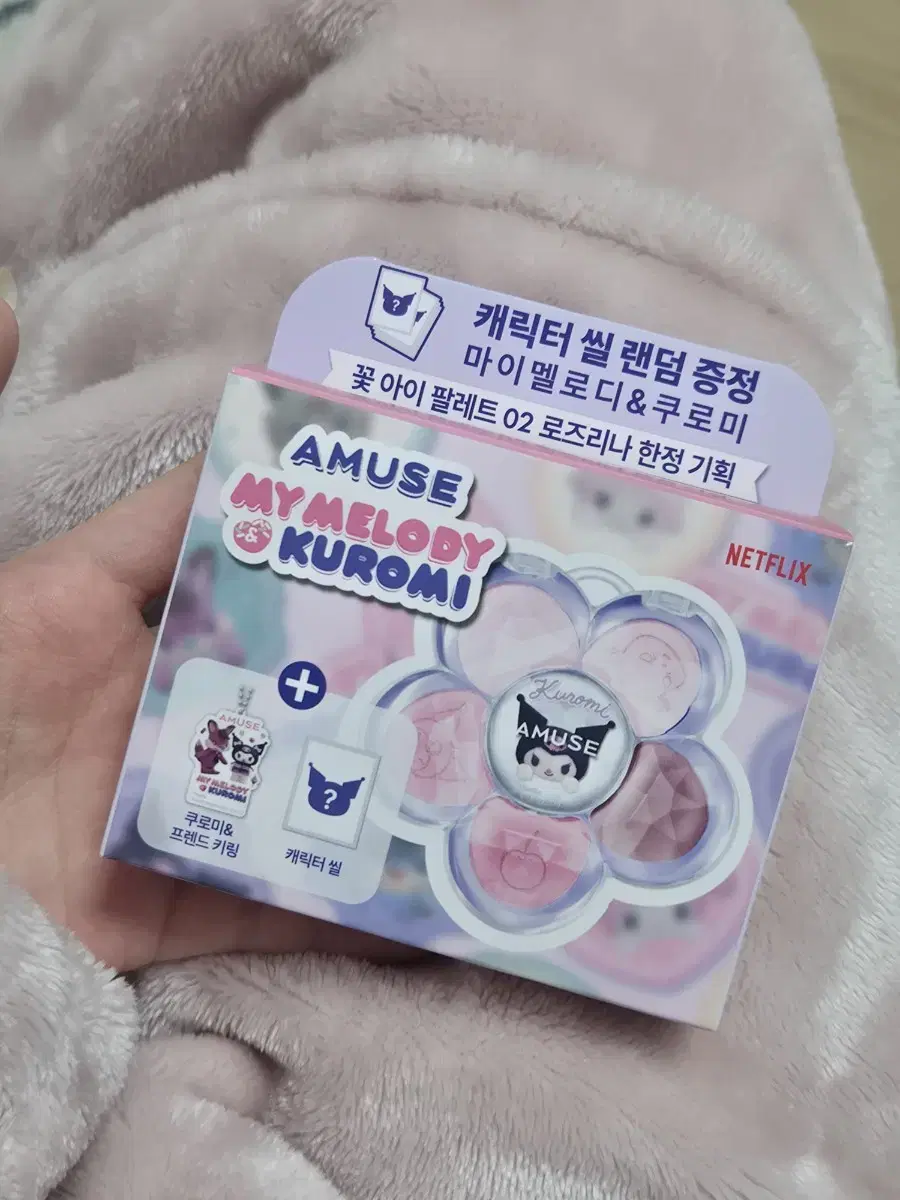 ?
캐릭터 씰 랜덤 증정
마이멜로디&쿠로미
꽃 아이 팔레트 02 로즈리나 한정 기획
AMUSE
MY MELODY
& KUROMI
NETFLIX
Kuromi
AMUSE
+
AMUSE
MY MELODY
KUROMI
?
쿠로미&
프렌드 키링
캐릭터 씰